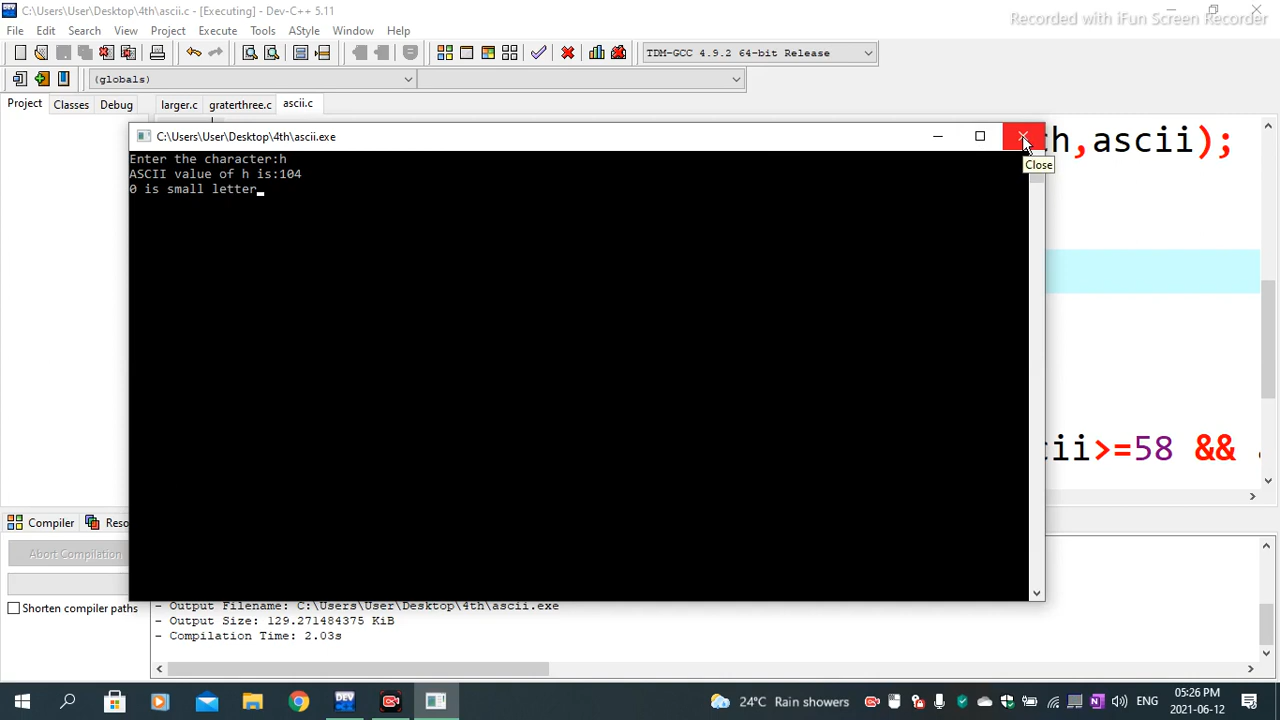 C:\Users\User\Desktop\4th\ascii.c - [Executing] - Dev-C++ 5.11
Recorded with iFun Screen Recorder
File Edit Search View Project Execute Tools AStyle Window Help
TDM-GCC 4.9.2 64-bit Release
(globals)
Project Classes Debug larger.c graterthree.c ascii.c
C:\Users\User\Desktop\4th\ascii.exe
h,ascii);
Close
Enter the character:h
ASCII value of h is:104
0 is small letter
ii>=58 &&
Compiler
Abort Compilation
Shorten compiler paths
- Output Filename: C:\Users\User\Desktop\4th\ascii.exe
- Output Size: 129.271484375 KiB
- Compilation Time: 2.03s
24°C Rain showers
ENG
05:26 PM
2021-06-12